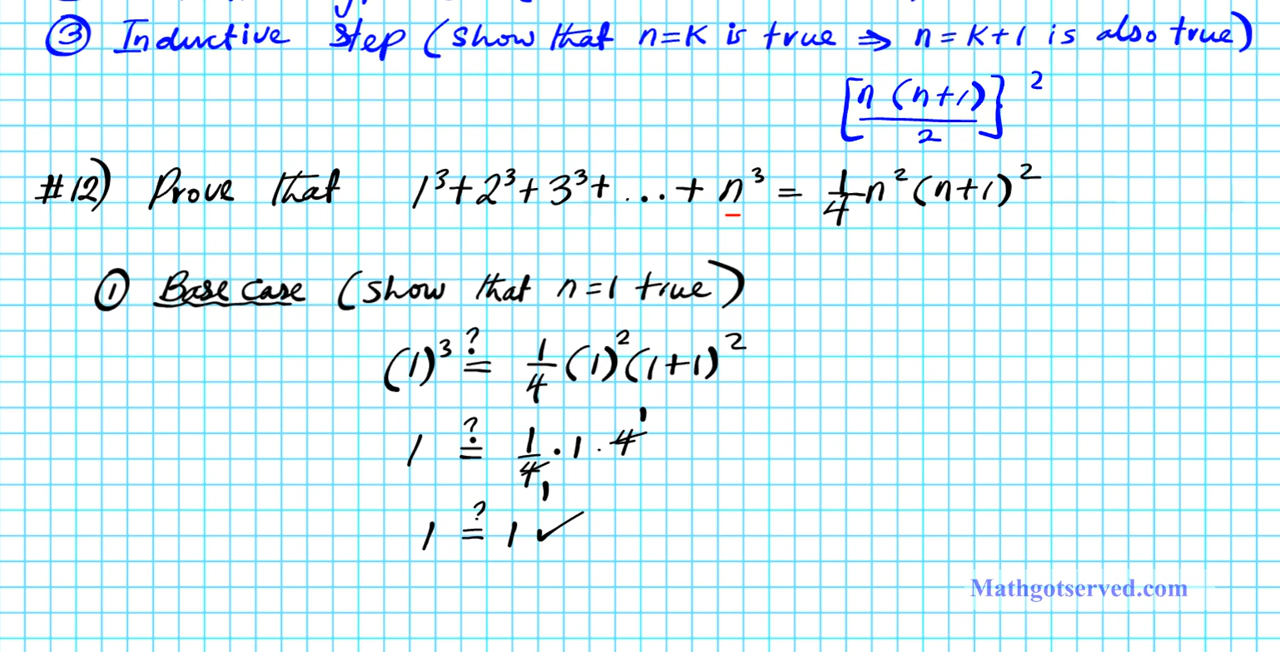 ③ Inductive Step (show that n=K is true ⇒ n=K+1 is also true)
[n(n+1)/2]²
#12) Prove that 1³+2³+3³+...+n³ = 1/4 n²(n+1)²
① Base case (show that n=1 true)
(1)³ ≟ 1/4 (1)²(1+1)²
1 ≟ 1/4 · 1 · 4
1 ≟ 1 ✓
Mathgotserved.com